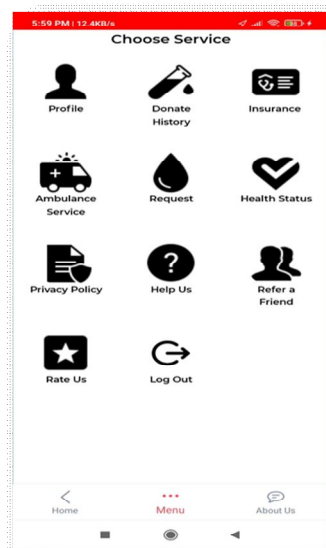 5:59 PM | 12.4KB/s
Choose Service
Profile
Donate
History
Insurance
Ambulance
Service
Request
Health Status
Privacy Policy
Help Us
Refer a
Friend
Rate Us
Log Out
Home
Menu
About Us